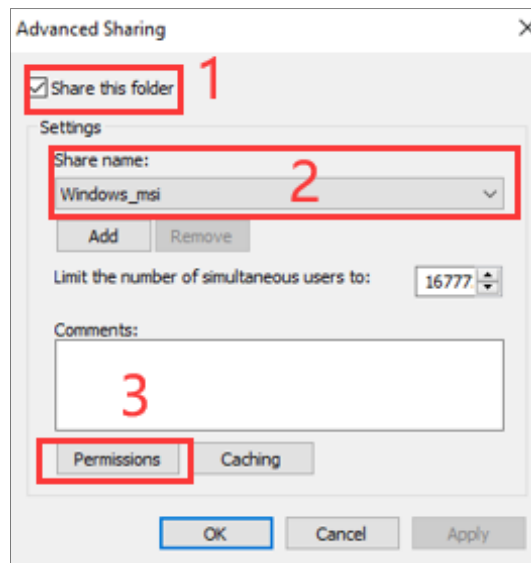 Advanced Sharing
Share this folder 1
Settings
Share name:
Windows_msi 2
Add Remove
Limit the number of simultaneous users to: 16777
Comments:
3
Permissions Caching
OK Cancel Apply